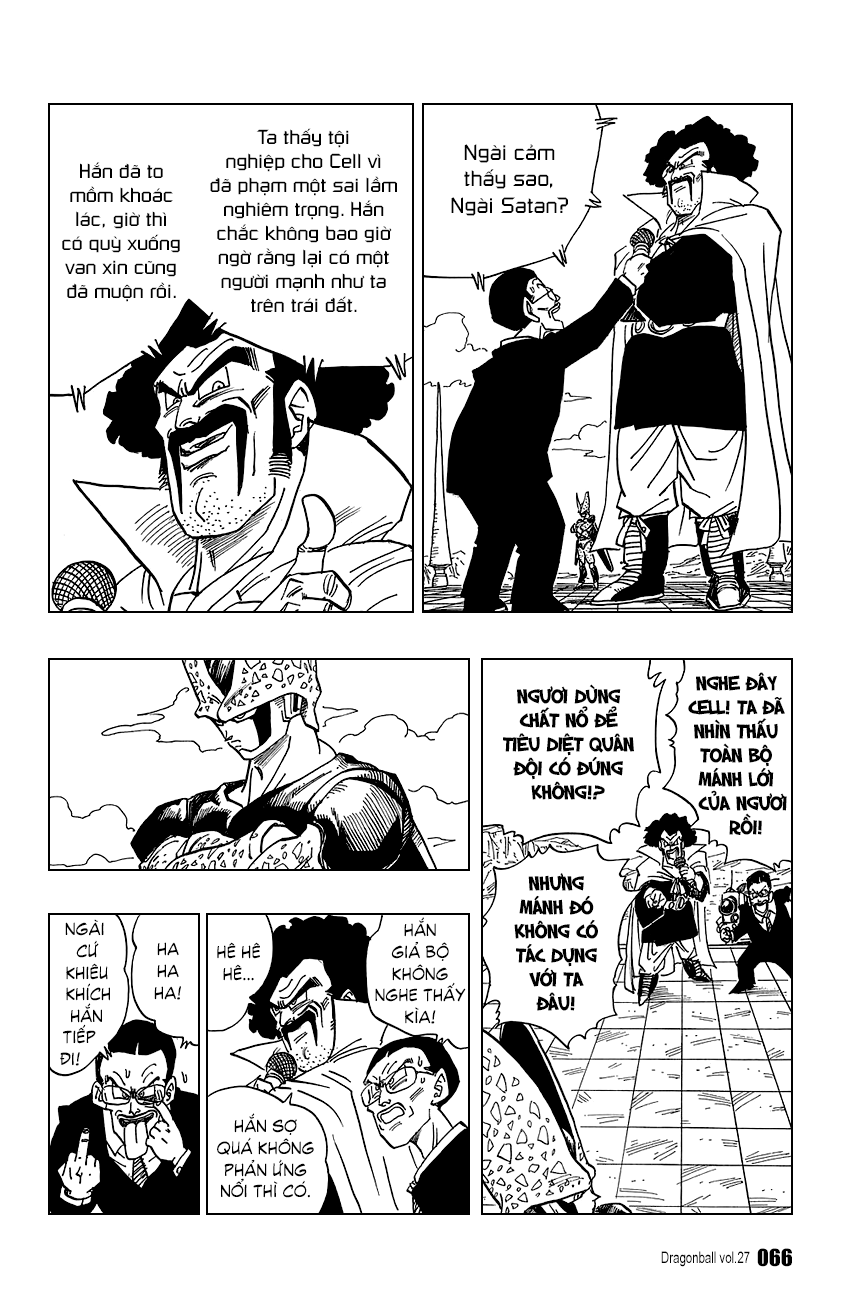 Ngài cảm
thấy sao,
Ngài Satan?
Ta thấy tội
nghiệp cho Cell vì
đã phạm một sai lầm
nghiêm trọng. Hắn
chắc không bao giờ
ngờ rằng lại có một
người mạnh như ta
trên trái đất.
Hắn đã to
mồm khoác
lác, giờ thì
có quỳ xuống
van xin cũng
đã muộn rồi.
NGHE ĐÂY
CELL! TA ĐÃ
NHÌN THẤU
TOÀN BỘ
MÁNH LỚI
CỦA NGƯƠI
RỒI!
NGƯƠI DÙNG
CHẤT NỔ ĐỂ
TIÊU DIỆT QUÂN
ĐỘI CÓ ĐÚNG
KHÔNG!?
NHƯNG
MÁNH ĐÓ
KHÔNG CÓ
TÁC DỤNG
VỚI TA
ĐÂU!
HẮN
GIẢ BỘ
KHÔNG
NGHE THẤY
KÌA!
HÊ HÊ
HÊ...
HẮN SỢ
QUÁ KHÔNG
PHẢN ỨNG
NỔI THÌ CÓ.
HA
HA
HA!
NGÀI
CỨ
KHIÊU
KHÍCH
HẮN
TIẾP
ĐI!
Dragonball vol.27 066